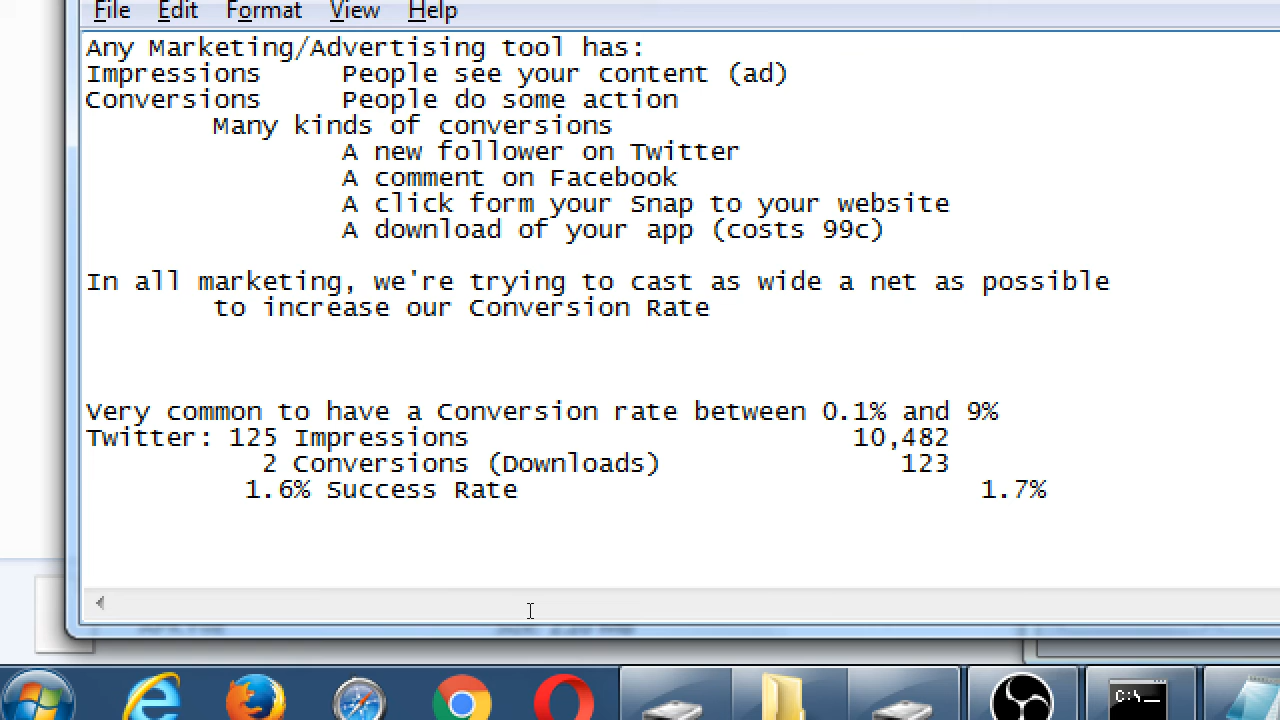 File Edit Format View Help
Any Marketing/Advertising tool has:
Impressions People see your content (ad)
Conversions People do some action
Many kinds of conversions
A new follower on Twitter
A comment on Facebook
A click form your Snap to your website
A download of your app (costs 99c)
In all marketing, we're trying to cast as wide a net as possible
to increase our Conversion Rate
Very common to have a Conversion rate between 0.1% and 9%
Twitter: 125 Impressions 10,482
2 Conversions (Downloads) 123
1.6% Success Rate 1.7%
C:\_